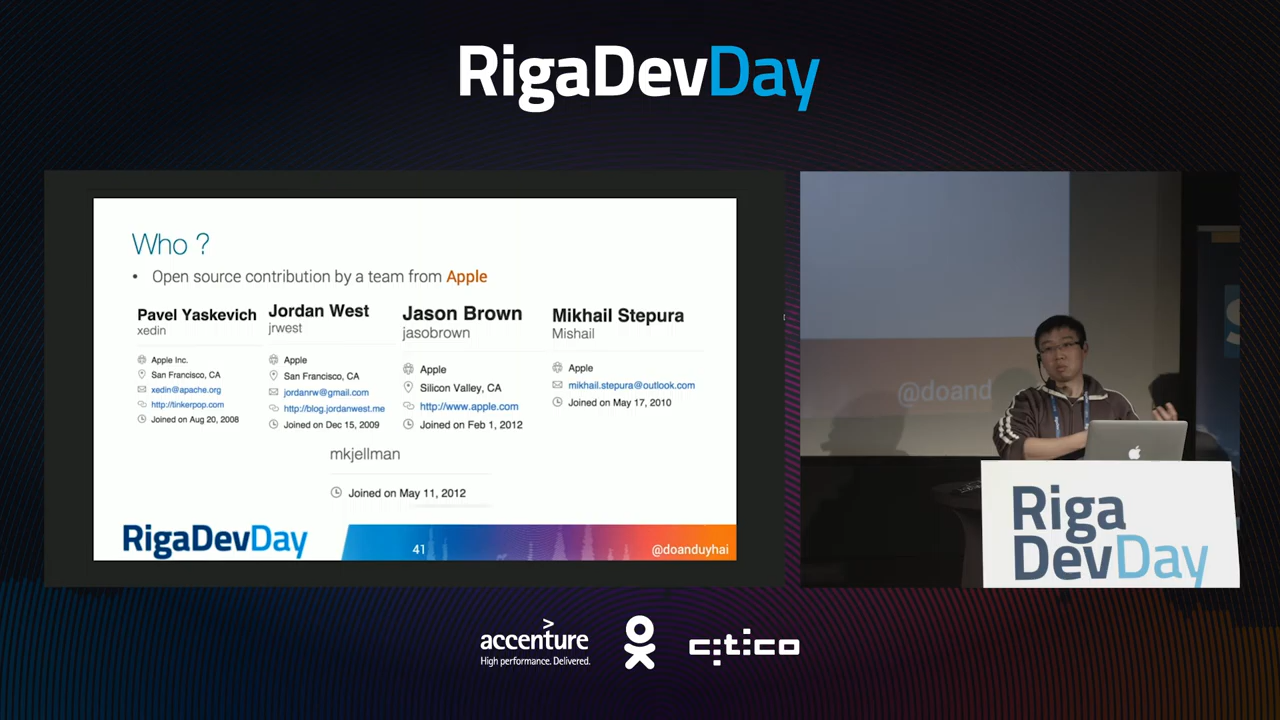 RigaDevDay
Who ?
• Open source contribution by a team from Apple
Pavel Yaskevich
xedin
Apple Inc.
San Francisco, CA
xedin@apache.org
http://tinkerpop.com
Joined on Aug 20, 2008
Jordan West
jrwest
Apple
San Francisco, CA
jordanrw@gmail.com
http://blog.jordanwest.me
Joined on Dec 15, 2009
Jason Brown
jasobrown
Apple
Silicon Valley, CA
http://www.apple.com
Joined on Feb 1, 2012
Mikhail Stepura
Mishail
Apple
mikhail.stepura@outlook.com
Joined on May 17, 2010
mkjellman
Joined on May 11, 2012
RigaDevDay
41
@doanduyhai
@doand
Riga
DevDay
accenture
High performance. Delivered.
citico